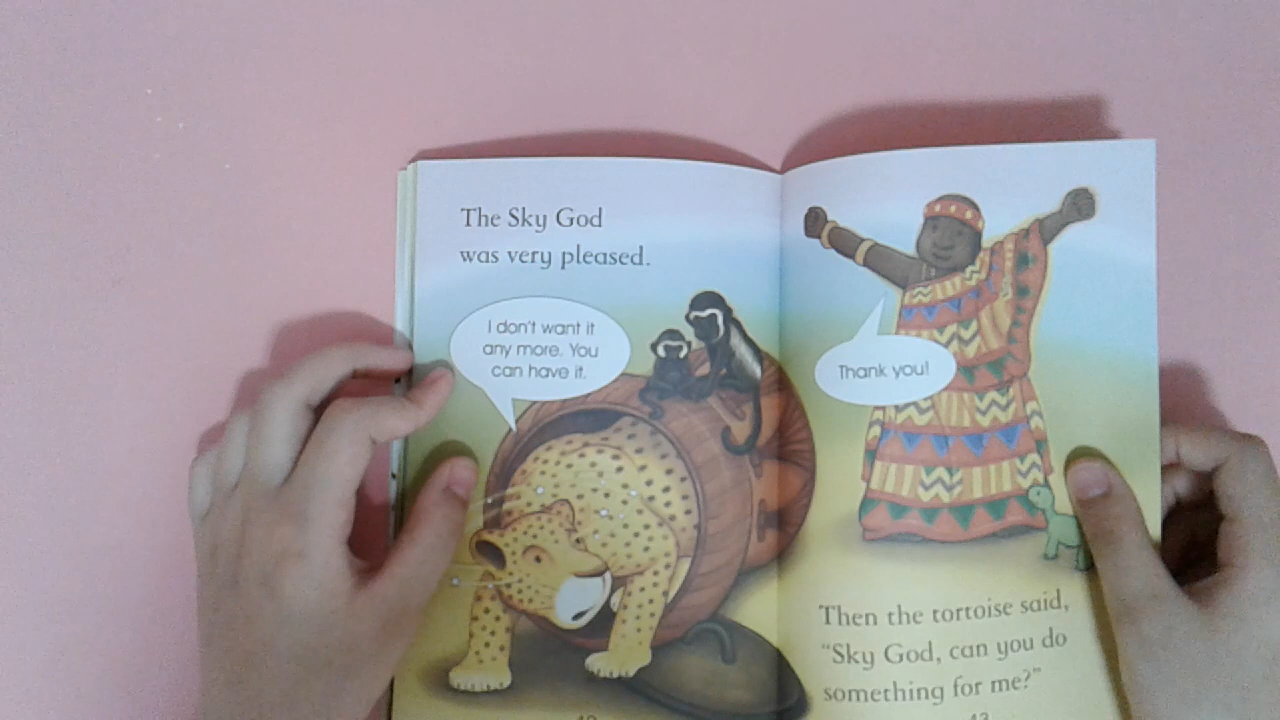 The Sky God
was very pleased.
I don't want it
any more. You
can have it.
Thank you!
Then the tortoise said,
"Sky God, can you do
something for me?"